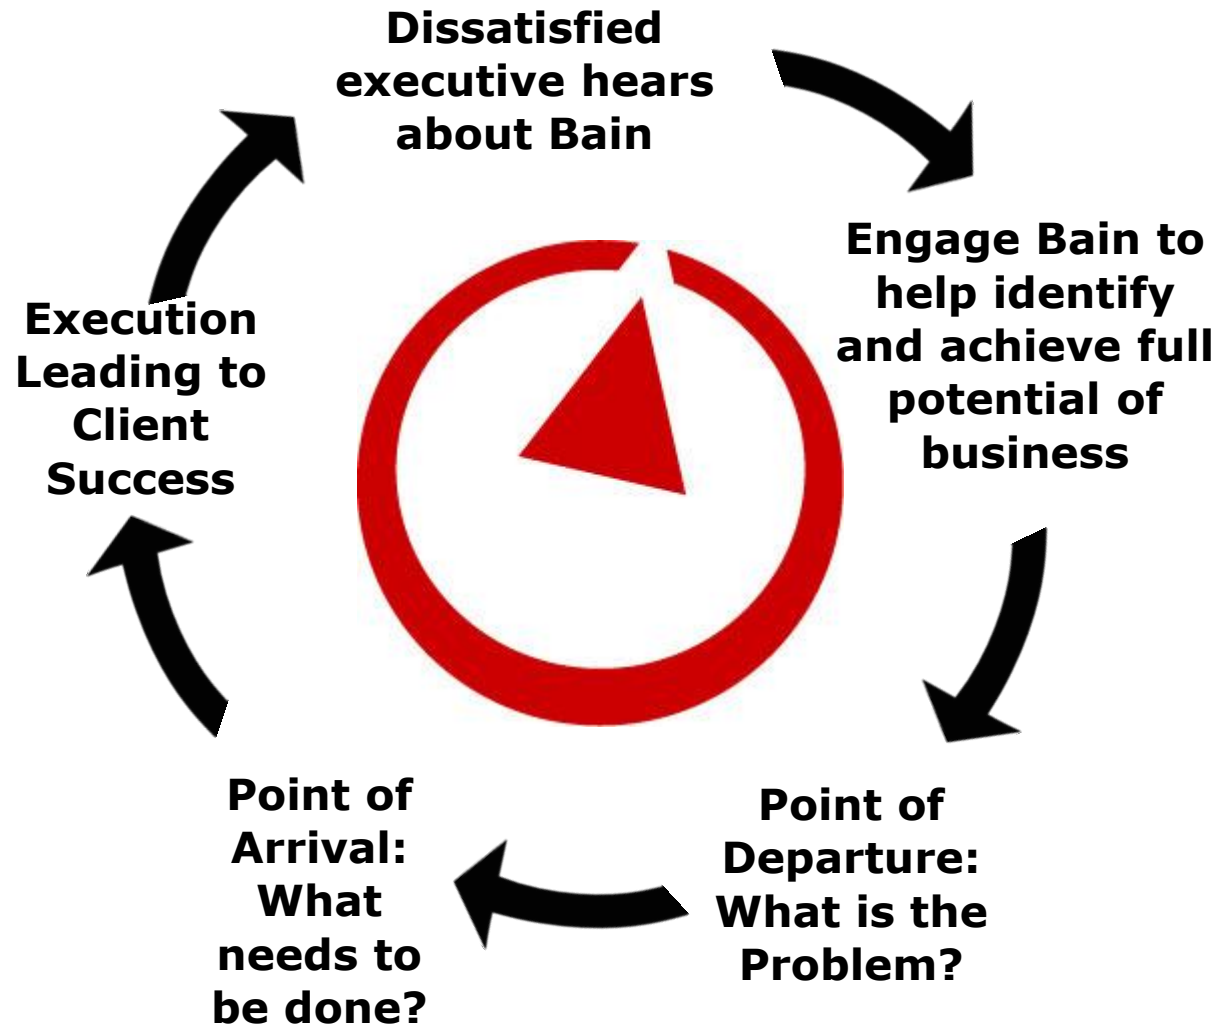 Dissatisfied
executive hears
about Bain
Engage Bain to
help identify
and achieve full
potential of
business
Point of
Departure:
What is the
Problem?
Point of
Arrival:
What
needs to
be done?
Execution
Leading to
Client
Success